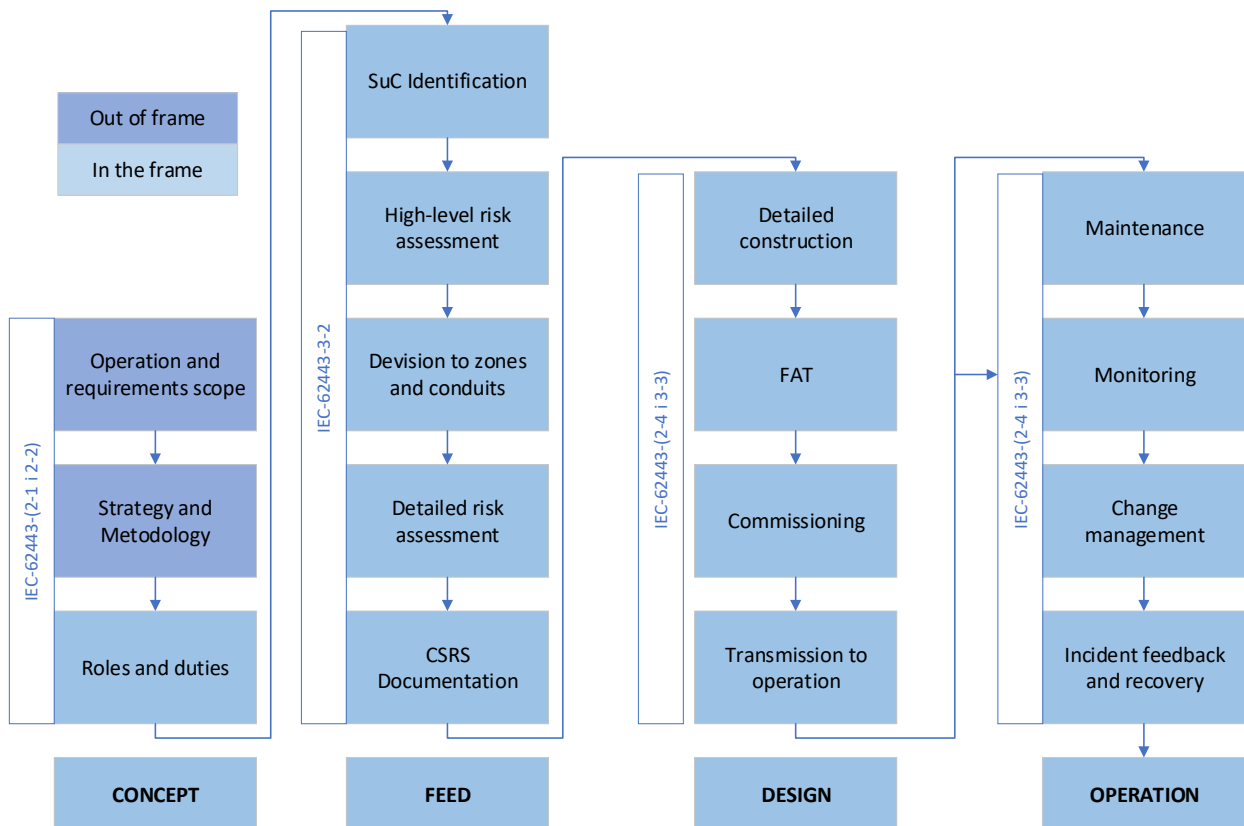 Out of frame
In the frame
IEC-62443-(2-1 i 2-2)
Operation and
requirements scope
Strategy and
Metodology
Roles and duties
CONCEPT
IEC-62443-3-2
SuC Identification
High-level risk
assessment
Devision to zones
and conduits
Detailed risk
assessment
CSRS
Documentation
FEED
IEC-62443-(2-4 i 3-3)
Detailed
construction
FAT
Commissioning
Transmission to
operation
DESIGN
IEC-62443-(2-4 i 3-3)
Maintenance
Monitoring
Change
management
Incident feedback
and recovery
OPERATION